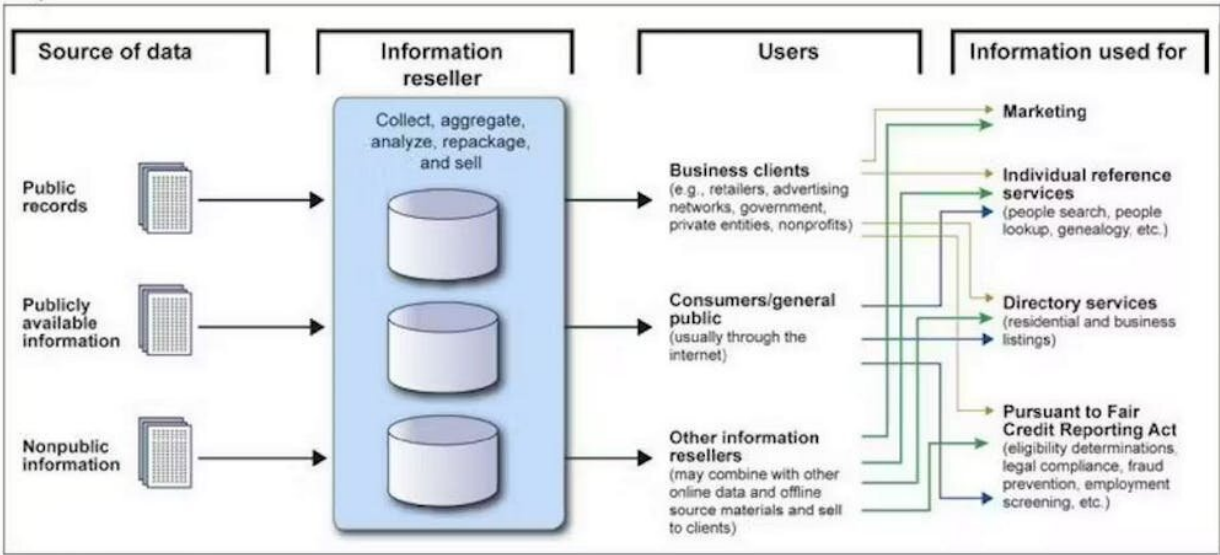 Source of data
Information
reseller
Users
Information used for
Collect, aggregate,
analyze, repackage,
and sell
Public
records
Publicly
available
information
Nonpublic
information
Business clients
(e.g., retailers, advertising
networks, government,
private entities, nonprofits)
Consumers/general
public
(usually through the
internet)
Other information
resellers
(may combine with other
online data and offline
source materials and sell
to clients)
Marketing
Individual reference
services
(people search, people
lookup, genealogy, etc.)
Directory services
(residential and business
listings)
Pursuant to Fair
Credit Reporting Act
(eligibility determinations,
legal compliance, fraud
prevention, employment
screening, etc.)